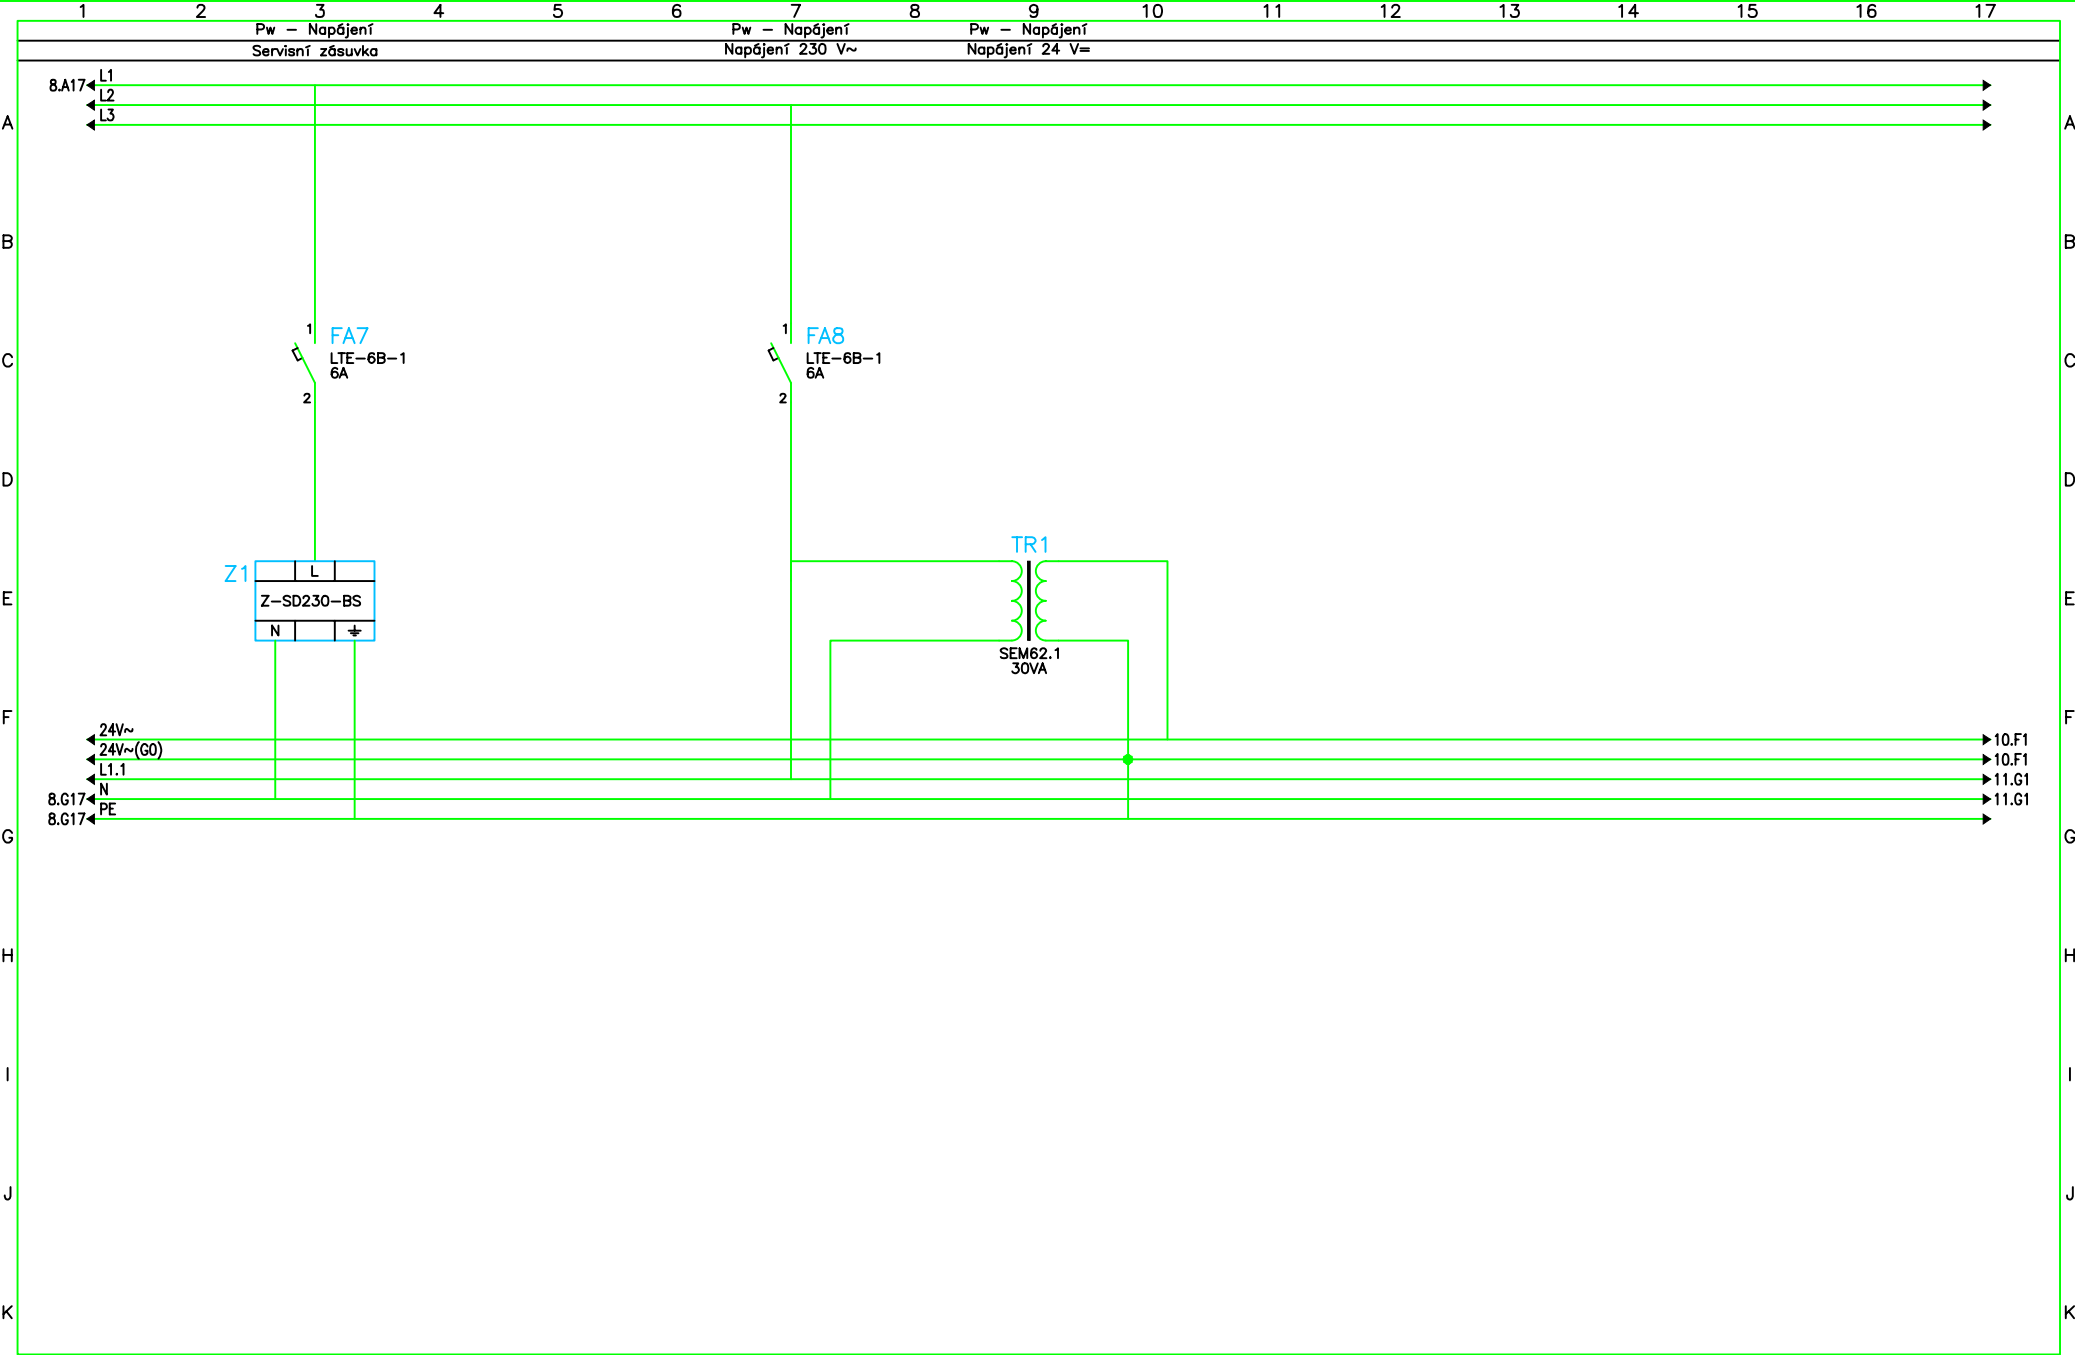 1 2 3 4 5 6 7 8 9 10 11 12 13 14 15 16 17
Pw – Napájení Pw – Napájení Pw – Napájení
Servisní zásuvka Napájení 230 V~ Napájení 24 V=
L1
8.A17
L2
L3
A A
B B
1 FA7 1 FA8
C LTE-6B-1 LTE-6B-1 C
6A 6A
2 2
D D
TR1
Z1 L
E Z-SD230-BS E
N
SEM62.1
30VA
F F
24V~ 10.F1
24V~(G0) 10.F1
L1.1 11.G1
8.G17 N 11.G1
8.G17 PE
G G
H H
I I
J J
K K